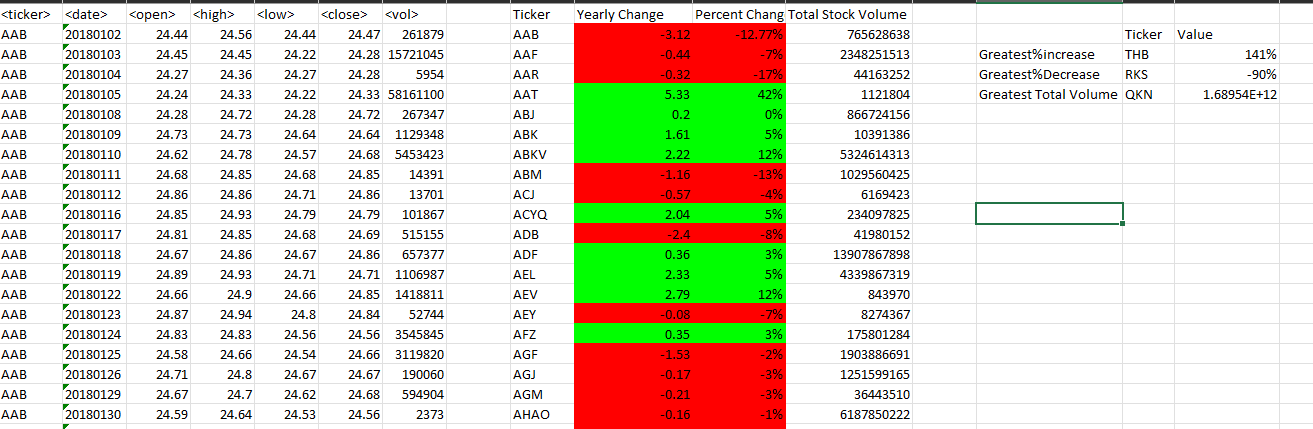 <ticker> <date> <open> <high> <low> <close> <vol> Ticker Yearly Change Percent Chang Total Stock Volume
AAB 20180102 24.44 24.56 24.44 24.47 261879 AAB -3.12 -12.77% 765628638 Ticker Value
AAB 20180103 24.45 24.45 24.22 24.28 15721045 AAF -0.44 -7% 2348251513 Greatest%increase THB 141%
AAB 20180104 24.27 24.36 24.27 24.28 5954 AAR -0.32 -17% 44163252 Greatest%Decrease RKS -90%
AAB 20180105 24.24 24.33 24.22 24.33 58161100 AAT 5.33 42% 1121804 Greatest Total Volume QKN 1.68954E+12
AAB 20180108 24.28 24.72 24.28 24.72 267347 ABJ 0.2 0% 866724156
AAB 20180109 24.73 24.73 24.64 24.64 1129348 ABK 1.61 5% 10391386
AAB 20180110 24.62 24.78 24.57 24.68 5453423 ABKV 2.22 12% 5324614313
AAB 20180111 24.68 24.85 24.68 24.85 14391 ABM -1.16 -13% 1029560425
AAB 20180112 24.86 24.86 24.71 24.86 13701 ACJ -0.57 -4% 6169423
AAB 20180116 24.85 24.93 24.79 24.79 101867 ACYQ 2.04 5% 234097825
AAB 20180117 24.81 24.85 24.68 24.69 515155 ADB -2.4 -8% 41980152
AAB 20180118 24.67 24.86 24.67 24.86 657377 ADF 0.36 3% 13907867898
AAB 20180119 24.89 24.93 24.71 24.71 1106987 AEL 2.33 5% 4339867319
AAB 20180122 24.66 24.9 24.66 24.85 1418811 AEV 2.79 12% 843970
AAB 20180123 24.87 24.94 24.8 24.84 52744 AEY -0.08 -7% 8274367
AAB 20180124 24.83 24.83 24.56 24.56 3545845 AFZ 0.35 3% 175801284
AAB 20180125 24.58 24.66 24.54 24.66 3119820 AGF -1.53 -2% 1903886691
AAB 20180126 24.71 24.8 24.67 24.67 190060 AGJ -0.17 -3% 1251599165
AAB 20180129 24.67 24.7 24.62 24.68 594904 AGM -0.21 -3% 36443510
AAB 20180130 24.59 24.64 24.53 24.56 2373 AHAO -0.16 -1% 6187850222